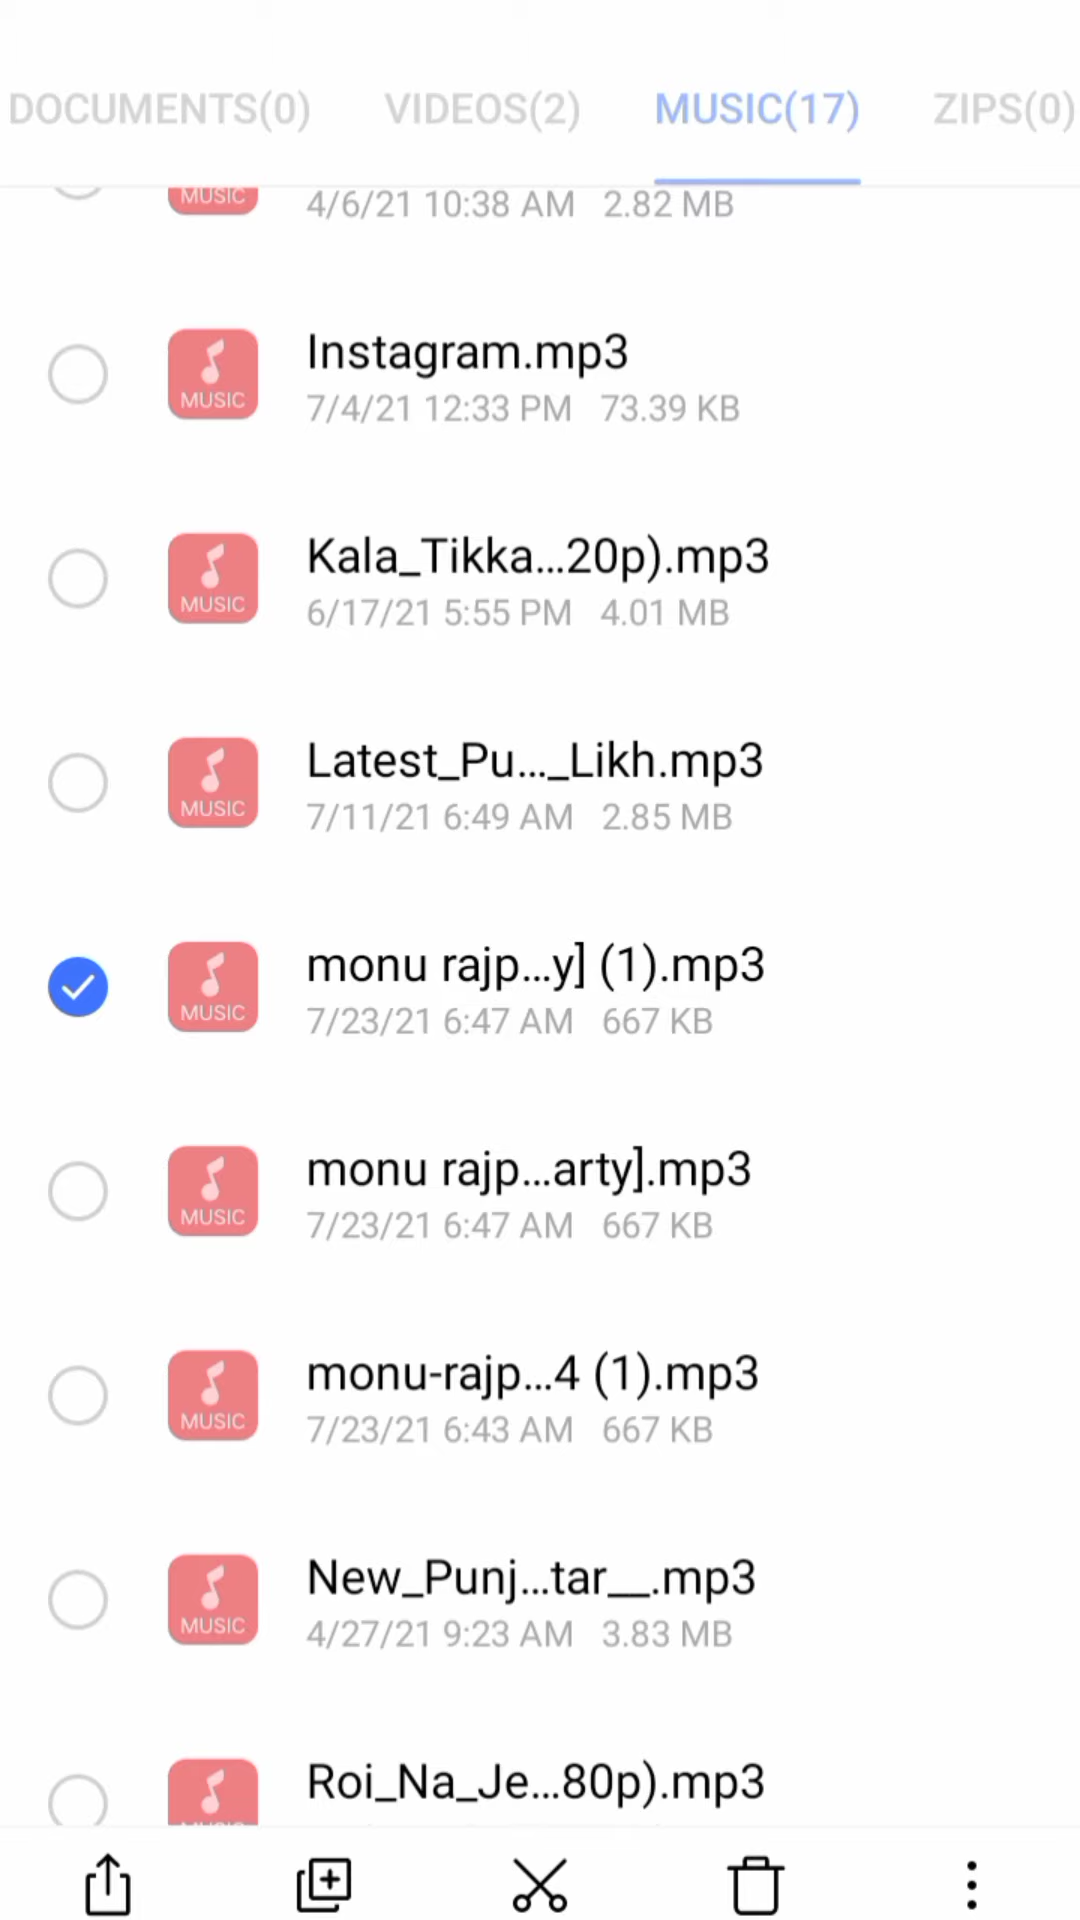 DOCUMENTS(0) VIDEOS(2) MUSIC(17) ZIPS(0)
MUSIC
4/6/21 10:38 AM 2.82 MB
Instagram.mp3
MUSIC
7/4/21 12:33 PM 73.39 KB
Kala_Tikka...20p).mp3
MUSIC
6/17/21 5:55 PM 4.01 MB
Latest_Pu..._Likh.mp3
MUSIC
7/11/21 6:49 AM 2.85 MB
monu rajp...y] (1).mp3
MUSIC
7/23/21 6:47 AM 667 KB
monu rajp...arty].mp3
MUSIC
7/23/21 6:47 AM 667 KB
monu-rajp...4 (1).mp3
MUSIC
7/23/21 6:43 AM 667 KB
New_Punj...tar__.mp3
MUSIC
4/27/21 9:23 AM 3.83 MB
Roi_Na_Je...80p).mp3